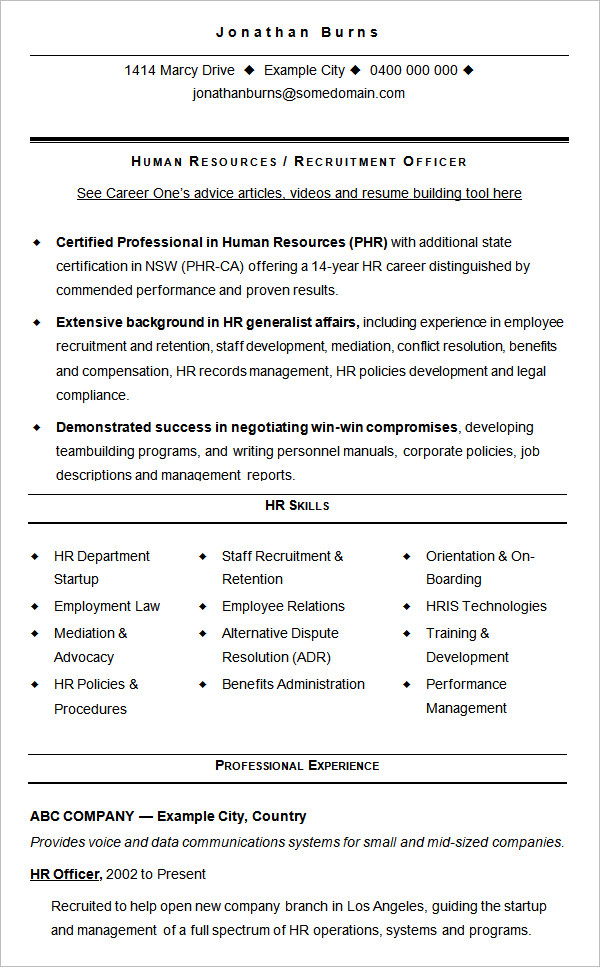 Jonathan Burns
1414 Marcy Drive ◆ Example City ◆ 0400 000 000 ◆
jonathanburns@somedomain.com
Human Resources / Recruitment Officer
See Career One's advice articles, videos and resume building tool here
◆ Certified Professional in Human Resources (PHR) with additional state
certification in NSW (PHR-CA) offering a 14-year HR career distinguished by
commended performance and proven results.
◆ Extensive background in HR generalist affairs, including experience in employee
recruitment and retention, staff development, mediation, conflict resolution, benefits
and compensation, HR records management, HR policies development and legal
compliance.
◆ Demonstrated success in negotiating win-win compromises, developing
teambuilding programs, and writing personnel manuals, corporate policies, job
descriptions and management reports.
HR Skills
◆ HR Department
Startup
◆ Employment Law
◆ Mediation &
Advocacy
◆ HR Policies &
Procedures
◆ Staff Recruitment &
Retention
◆ Employee Relations
◆ Alternative Dispute
Resolution (ADR)
◆ Benefits Administration
◆ Orientation & On-
Boarding
◆ HRIS Technologies
◆ Training &
Development
◆ Performance
Management
Professional Experience
ABC COMPANY — Example City, Country
Provides voice and data communications systems for small and mid-sized companies.
HR Officer, 2002 to Present
Recruited to help open new company branch in Los Angeles, guiding the startup
and management of a full spectrum of HR operations, systems and programs.